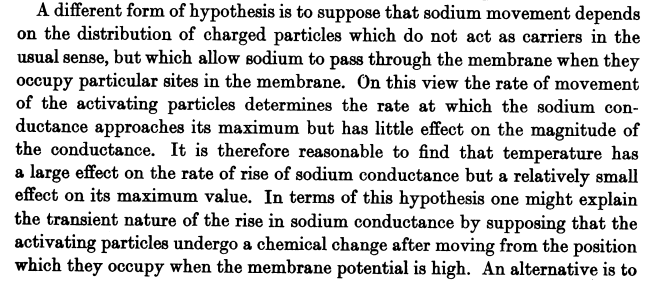 A different form of hypothesis is to suppose that sodium movement depends
on the distribution of charged particles which do not act as carriers in the
usual sense, but which allow sodium to pass through the membrane when they
occupy particular sites in the membrane. On this view the rate of movement
of the activating particles determines the rate at which the sodium con-
ductance approaches its maximum but has little effect on the magnitude of
the conductance. It is therefore reasonable to find that temperature has
a large effect on the rate of rise of sodium conductance but a relatively small
effect on its maximum value. In terms of this hypothesis one might explain
the transient nature of the rise in sodium conductance by supposing that the
activating particles undergo a chemical change after moving from the position
which they occupy when the membrane potential is high. An alternative is to